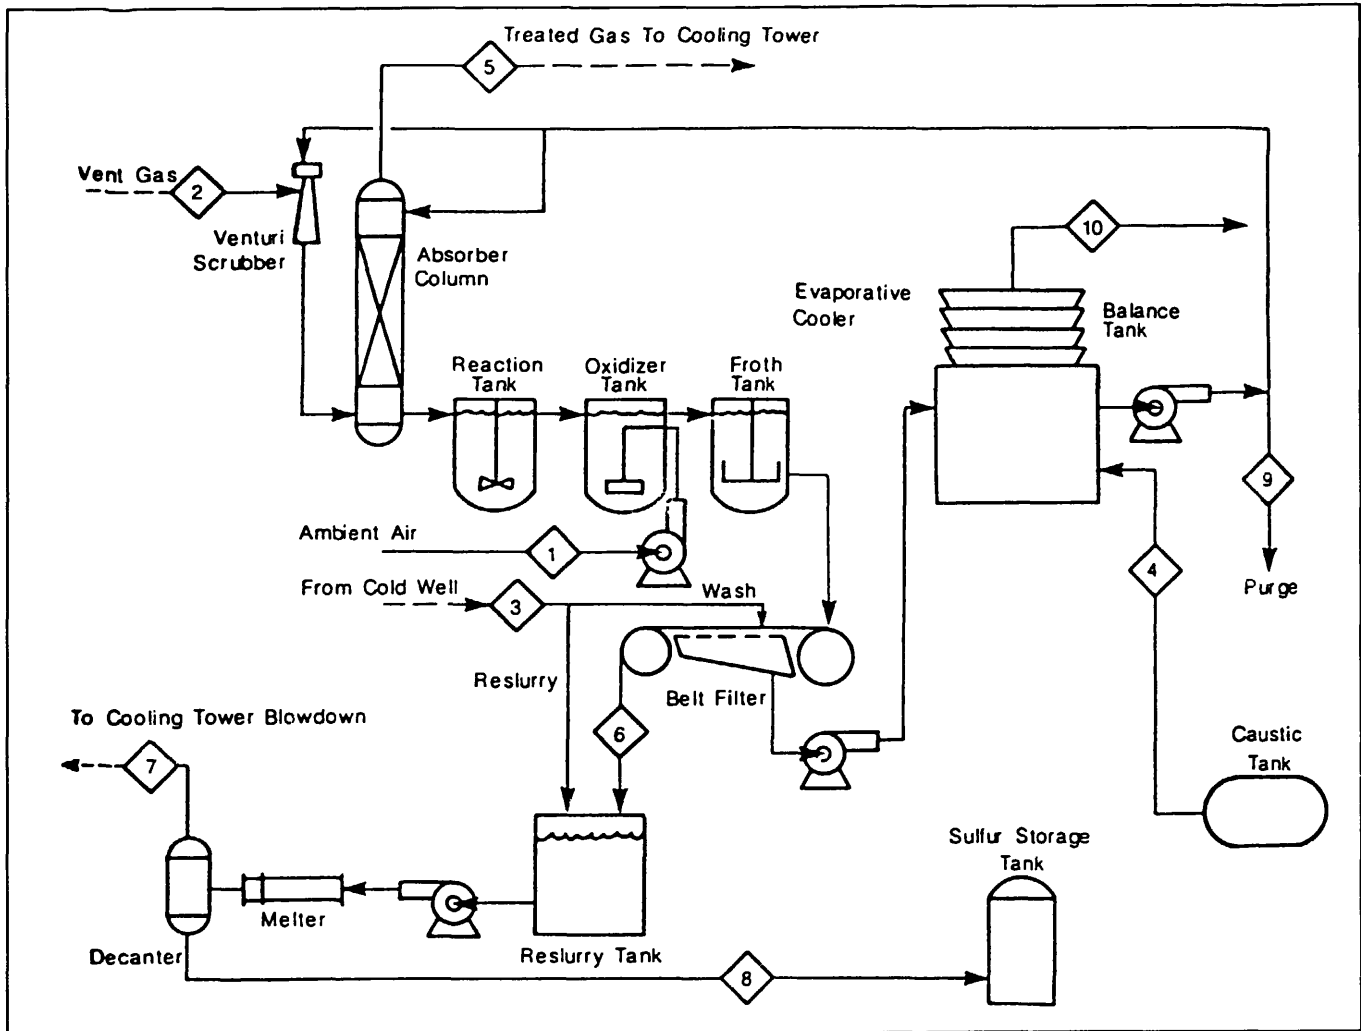 Treated Gas To Cooling Tower
5
Vent Gas
2
Venturi
Scrubber
Absorber
Column
10
Evaporative
Cooler
Balance
Tank
Reaction
Tank
Oxidizer
Tank
Froth
Tank
9
Ambient Air
1
4
From Cold Well
3
Wash
Purge
Reslurry
Belt Filter
To Cooling Tower Blowdown
6
7
Caustic
Tank
Sulfur Storage
Tank
Melter
Decanter
Reslurry Tank
8